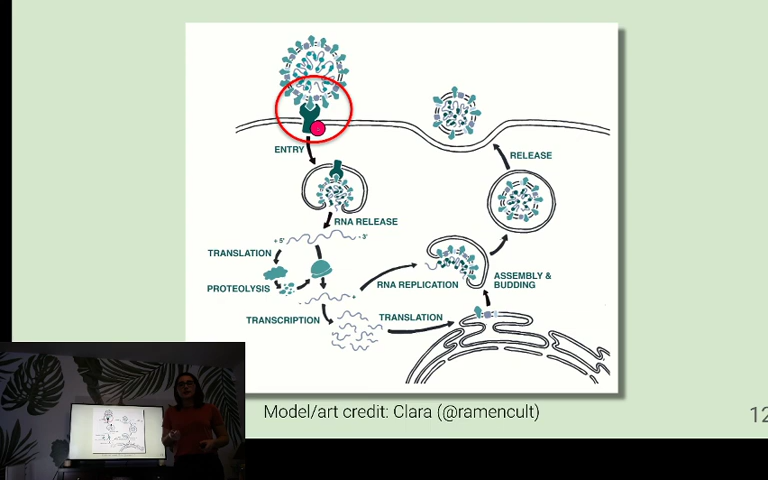 ENTRY
RELEASE
RNA RELEASE
+ 5'
3'
TRANSLATION
PROTEOLYSIS
RNA REPLICATION
ASSEMBLY &
BUDDING
TRANSCRIPTION
TRANSLATION
Model/art credit: Clara (@ramencult)
12